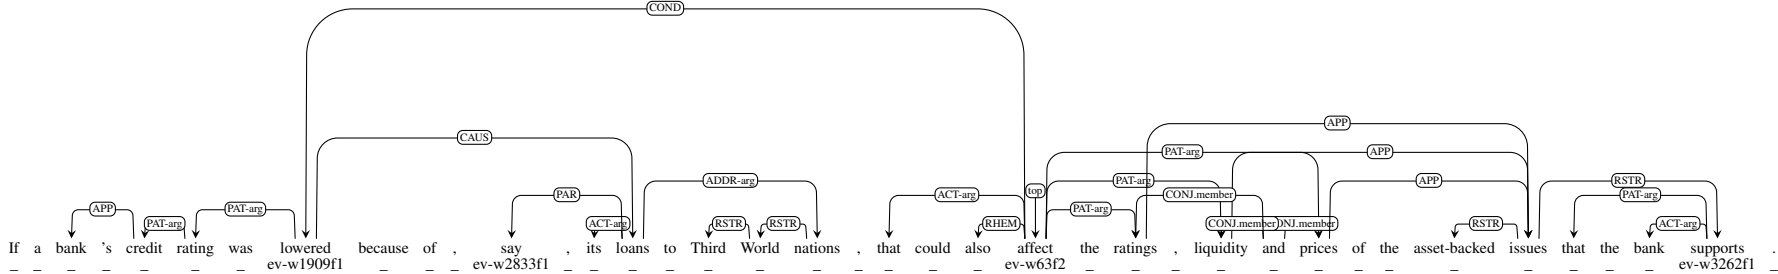 COND
APP
CAUS
PAT-arg APP
ADDR-arg top PAT-arg APP RSTR
PAR ACT-arg CONJ.member PAT-arg
APP PAT-arg PAT-arg
PAT-arg ACT-arg RSTR RSTR RHEM CONJ.member ONJ.member RSTR ACT-arg
If a bank 's credit rating was lowered because of , say , its loans to Third World nations , that could also affect the ratings , liquidity and prices of the asset-backed issues that the bank supports .
_ _ _ _ _ _ _ ev-w1909f1 _ _ _ ev-w2833f1 _ _ _ _ _ _ _ _ _ _ _ ev-w63f2 _ _ _ _ _ _ _ _ _ _ _ _ _ ev-w3262f1 _